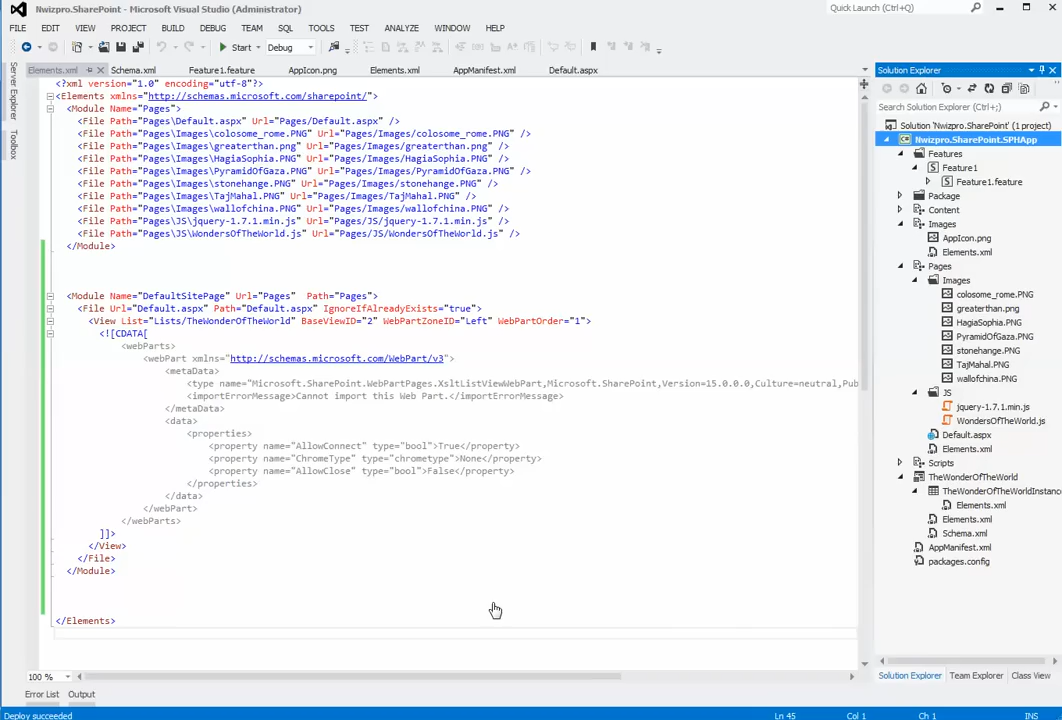 Nwizpro.SharePoint - Microsoft Visual Studio (Administrator)
Quick Launch (Ctrl+Q)
FILE EDIT VIEW PROJECT BUILD DEBUG TEAM SQL TOOLS TEST ANALYZE WINDOW HELP
Start Debug
Elements.xml Schema.xml Feature1.feature AppIcon.png Elements.xml AppManifest.xml Default.aspx
Server Explorer
Toolbox
<?xml version="1.0" encoding="utf-8"?>
<Elements xmlns="http://schemas.microsoft.com/sharepoint/">
<Module Name="Pages">
<File Path="Pages\Default.aspx" Url="Pages/Default.aspx" />
<File Path="Pages\Images\colosome_rome.PNG" Url="Pages/Images/colosome_rome.PNG" />
<File Path="Pages\Images\greaterthan.png" Url="Pages/Images/greaterthan.png" />
<File Path="Pages\Images\HagiaSophia.PNG" Url="Pages/Images/HagiaSophia.PNG" />
<File Path="Pages\Images\PyramidOfGaza.PNG" Url="Pages/Images/PyramidOfGaza.PNG" />
<File Path="Pages\Images\stonehange.PNG" Url="Pages/Images/stonehange.PNG" />
<File Path="Pages\Images\TajMahal.PNG" Url="Pages/Images/TajMahal.PNG" />
<File Path="Pages\Images\wallofchina.PNG" Url="Pages/Images/wallofchina.PNG" />
<File Path="Pages\JS\jquery-1.7.1.min.js" Url="Pages/JS/jquery-1.7.1.min.js" />
<File Path="Pages\JS\WondersOfTheWorld.js" Url="Pages/JS/WondersOfTheWorld.js" />
</Module>
<Module Name="DefaultSitePage" Url="Pages" Path="Pages">
<File Url="Default.aspx" Path="Default.aspx" IgnoreIfAlreadyExists="true">
<View List="Lists/TheWonderOfTheWorld" BaseViewID="2" WebPartZoneID="Left" WebPartOrder="1">
<![CDATA[
<webParts>
<webPart xmlns="http://schemas.microsoft.com/WebPart/v3">
<metaData>
<type name="Microsoft.SharePoint.WebPartPages.XsltListViewWebPart,Microsoft.SharePoint,Version=15.0.0.0,Culture=neutral,Pub
<importErrorMessage>Cannot import this Web Part.</importErrorMessage>
</metaData>
<data>
<properties>
<property name="AllowConnect" type="bool">True</property>
<property name="ChromeType" type="chrometype">None</property>
<property name="AllowClose" type="bool">False</property>
</properties>
</data>
</webPart>
</webParts>
]]>
</View>
</File>
</Module>
</Elements>
100 %
Error List Output
Deploy succeeded
Ln 45 Col 1 Ch 1 INS
Solution Explorer
Search Solution Explorer (Ctrl+;)
Solution 'Nwizpro.SharePoint' (1 project)
Nwizpro.SharePoint.SPHApp
Features
Feature1
Feature1.feature
Package
Content
Images
AppIcon.png
Elements.xml
Pages
Images
colosome_rome.PNG
greaterthan.png
HagiaSophia.PNG
PyramidOfGaza.PNG
stonehange.PNG
TajMahal.PNG
wallofchina.PNG
JS
jquery-1.7.1.min.js
WondersOfTheWorld.js
Default.aspx
Elements.xml
Scripts
TheWonderOfTheWorld
TheWonderOfTheWorldInstanc
Elements.xml
Elements.xml
Schema.xml
AppManifest.xml
packages.config
Solution Explorer Team Explorer Class View